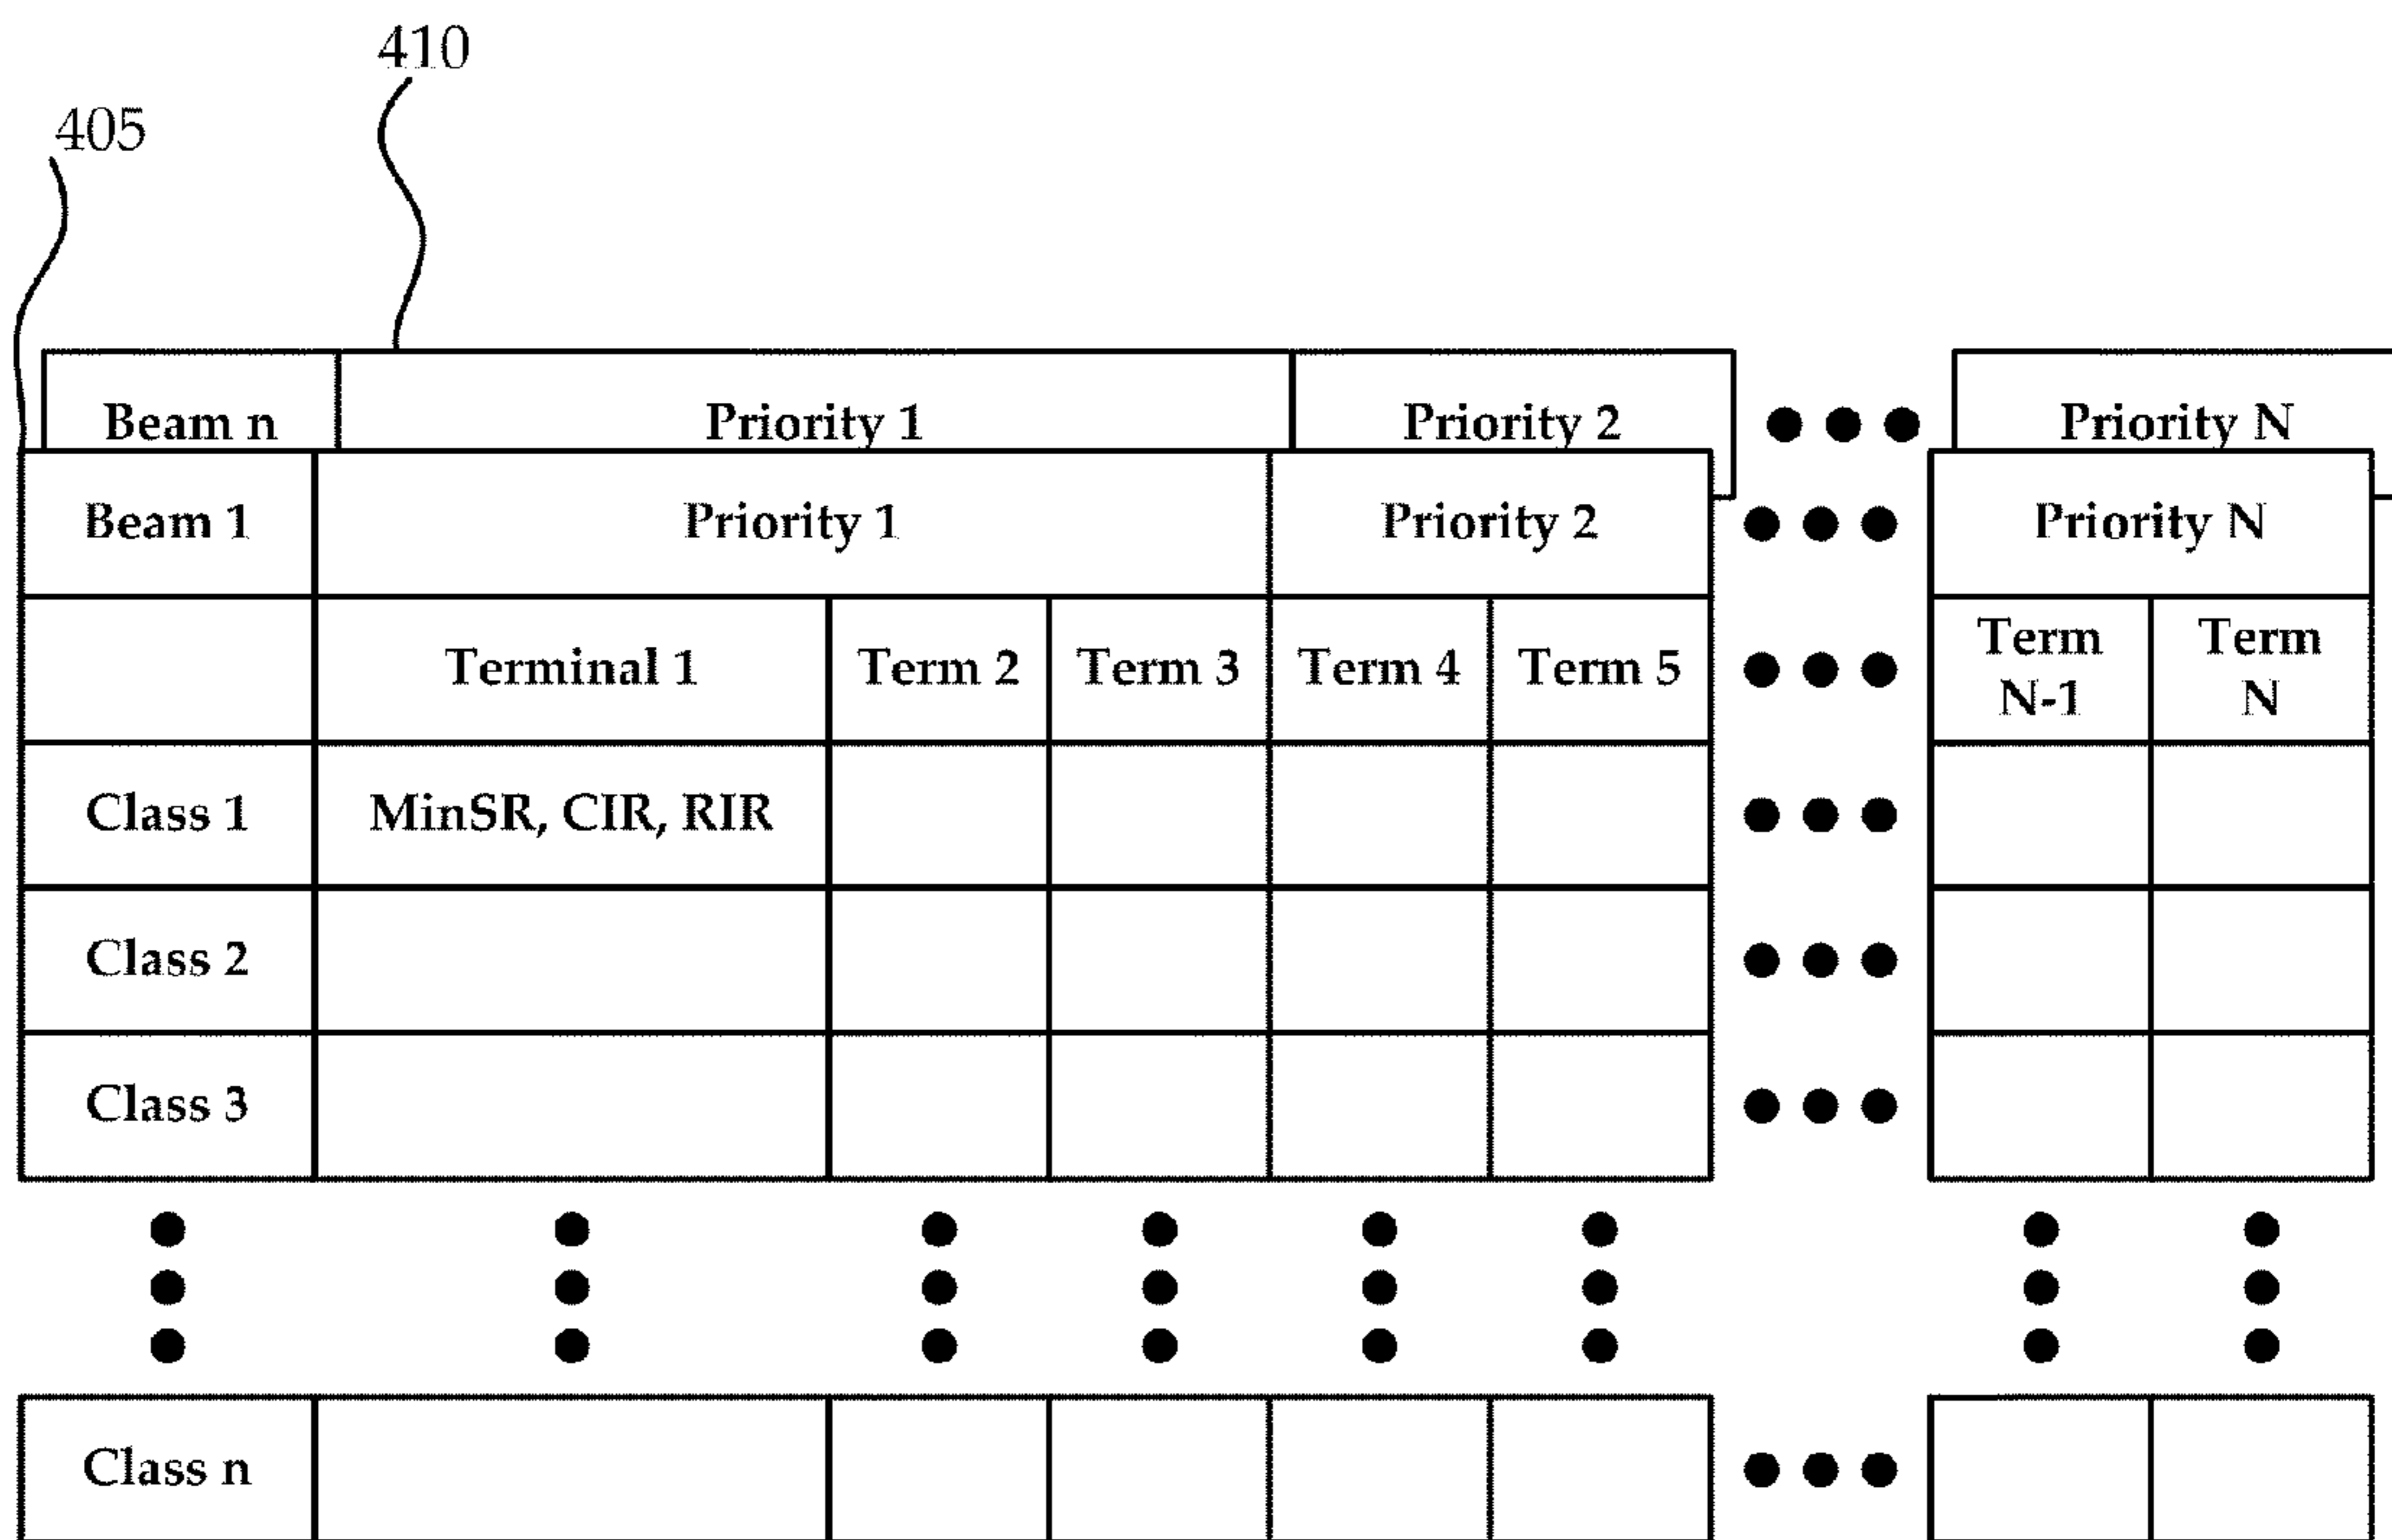 410
405
Beam n Priority 1 Priority 2 Priority N
Beam 1 Priority 1 Priority 2 Priority N
Terminal 1 Term 2 Term 3 Term 4 Term 5 Term N-1 Term N
Class 1 MinSR, CIR, RIR
Class 2
Class 3
Class n